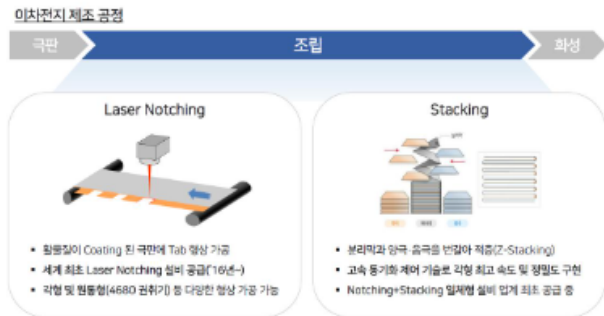 이차전지 제조 공정
극판
조립
화성
Laser Notching
Stacking
활물질이 Coating 된 극판에 Tab 형상 가공
세계 최초 Laser Notching 설비 공급('16년~)
각형 및 원통형(4680 권취기) 등 다양한 형상 가공 가능
분리막과 양극·음극을 번갈아 적층(Z-Stacking)
고속 동기화 제어 기술로 각형 최고 속도 및 정밀도 구현
Notching+Stacking 일체형 설비 업계 최초 공급 중